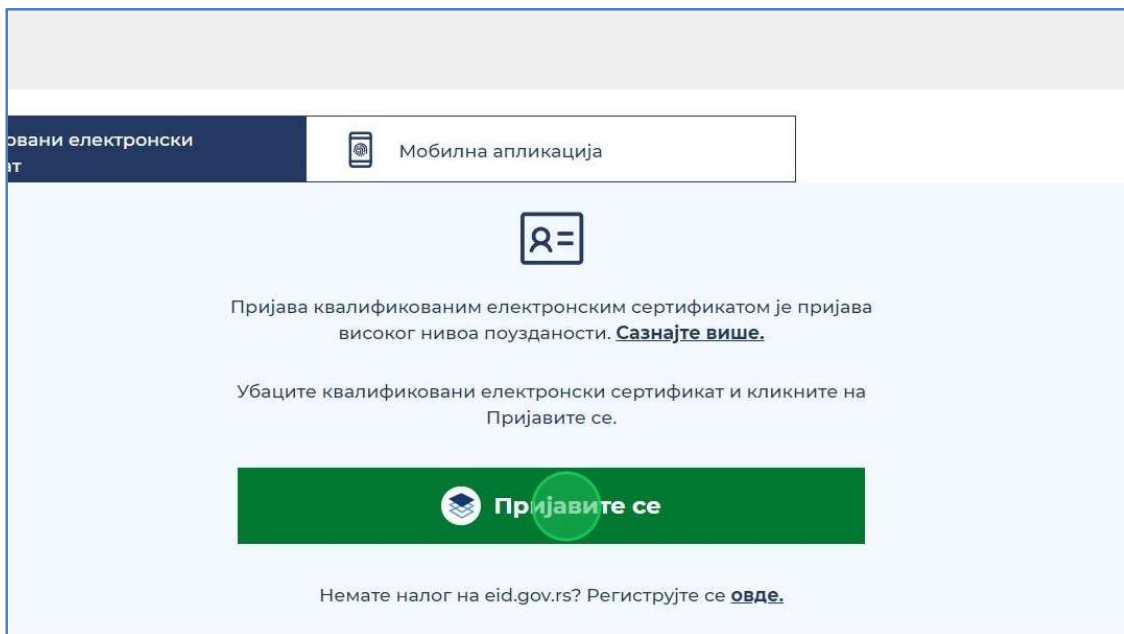 овани електронски
ат
Мобилна апликација
Пријава квалификованим електронским сертификатом је пријава
високог нивоа поузданости. Сазнајте више.
Убаците квалификовани електронски сертификат и кликните на
Пријавите се.
Пријавите се
Немате налог на eid.gov.rs? Региструјте се овде.